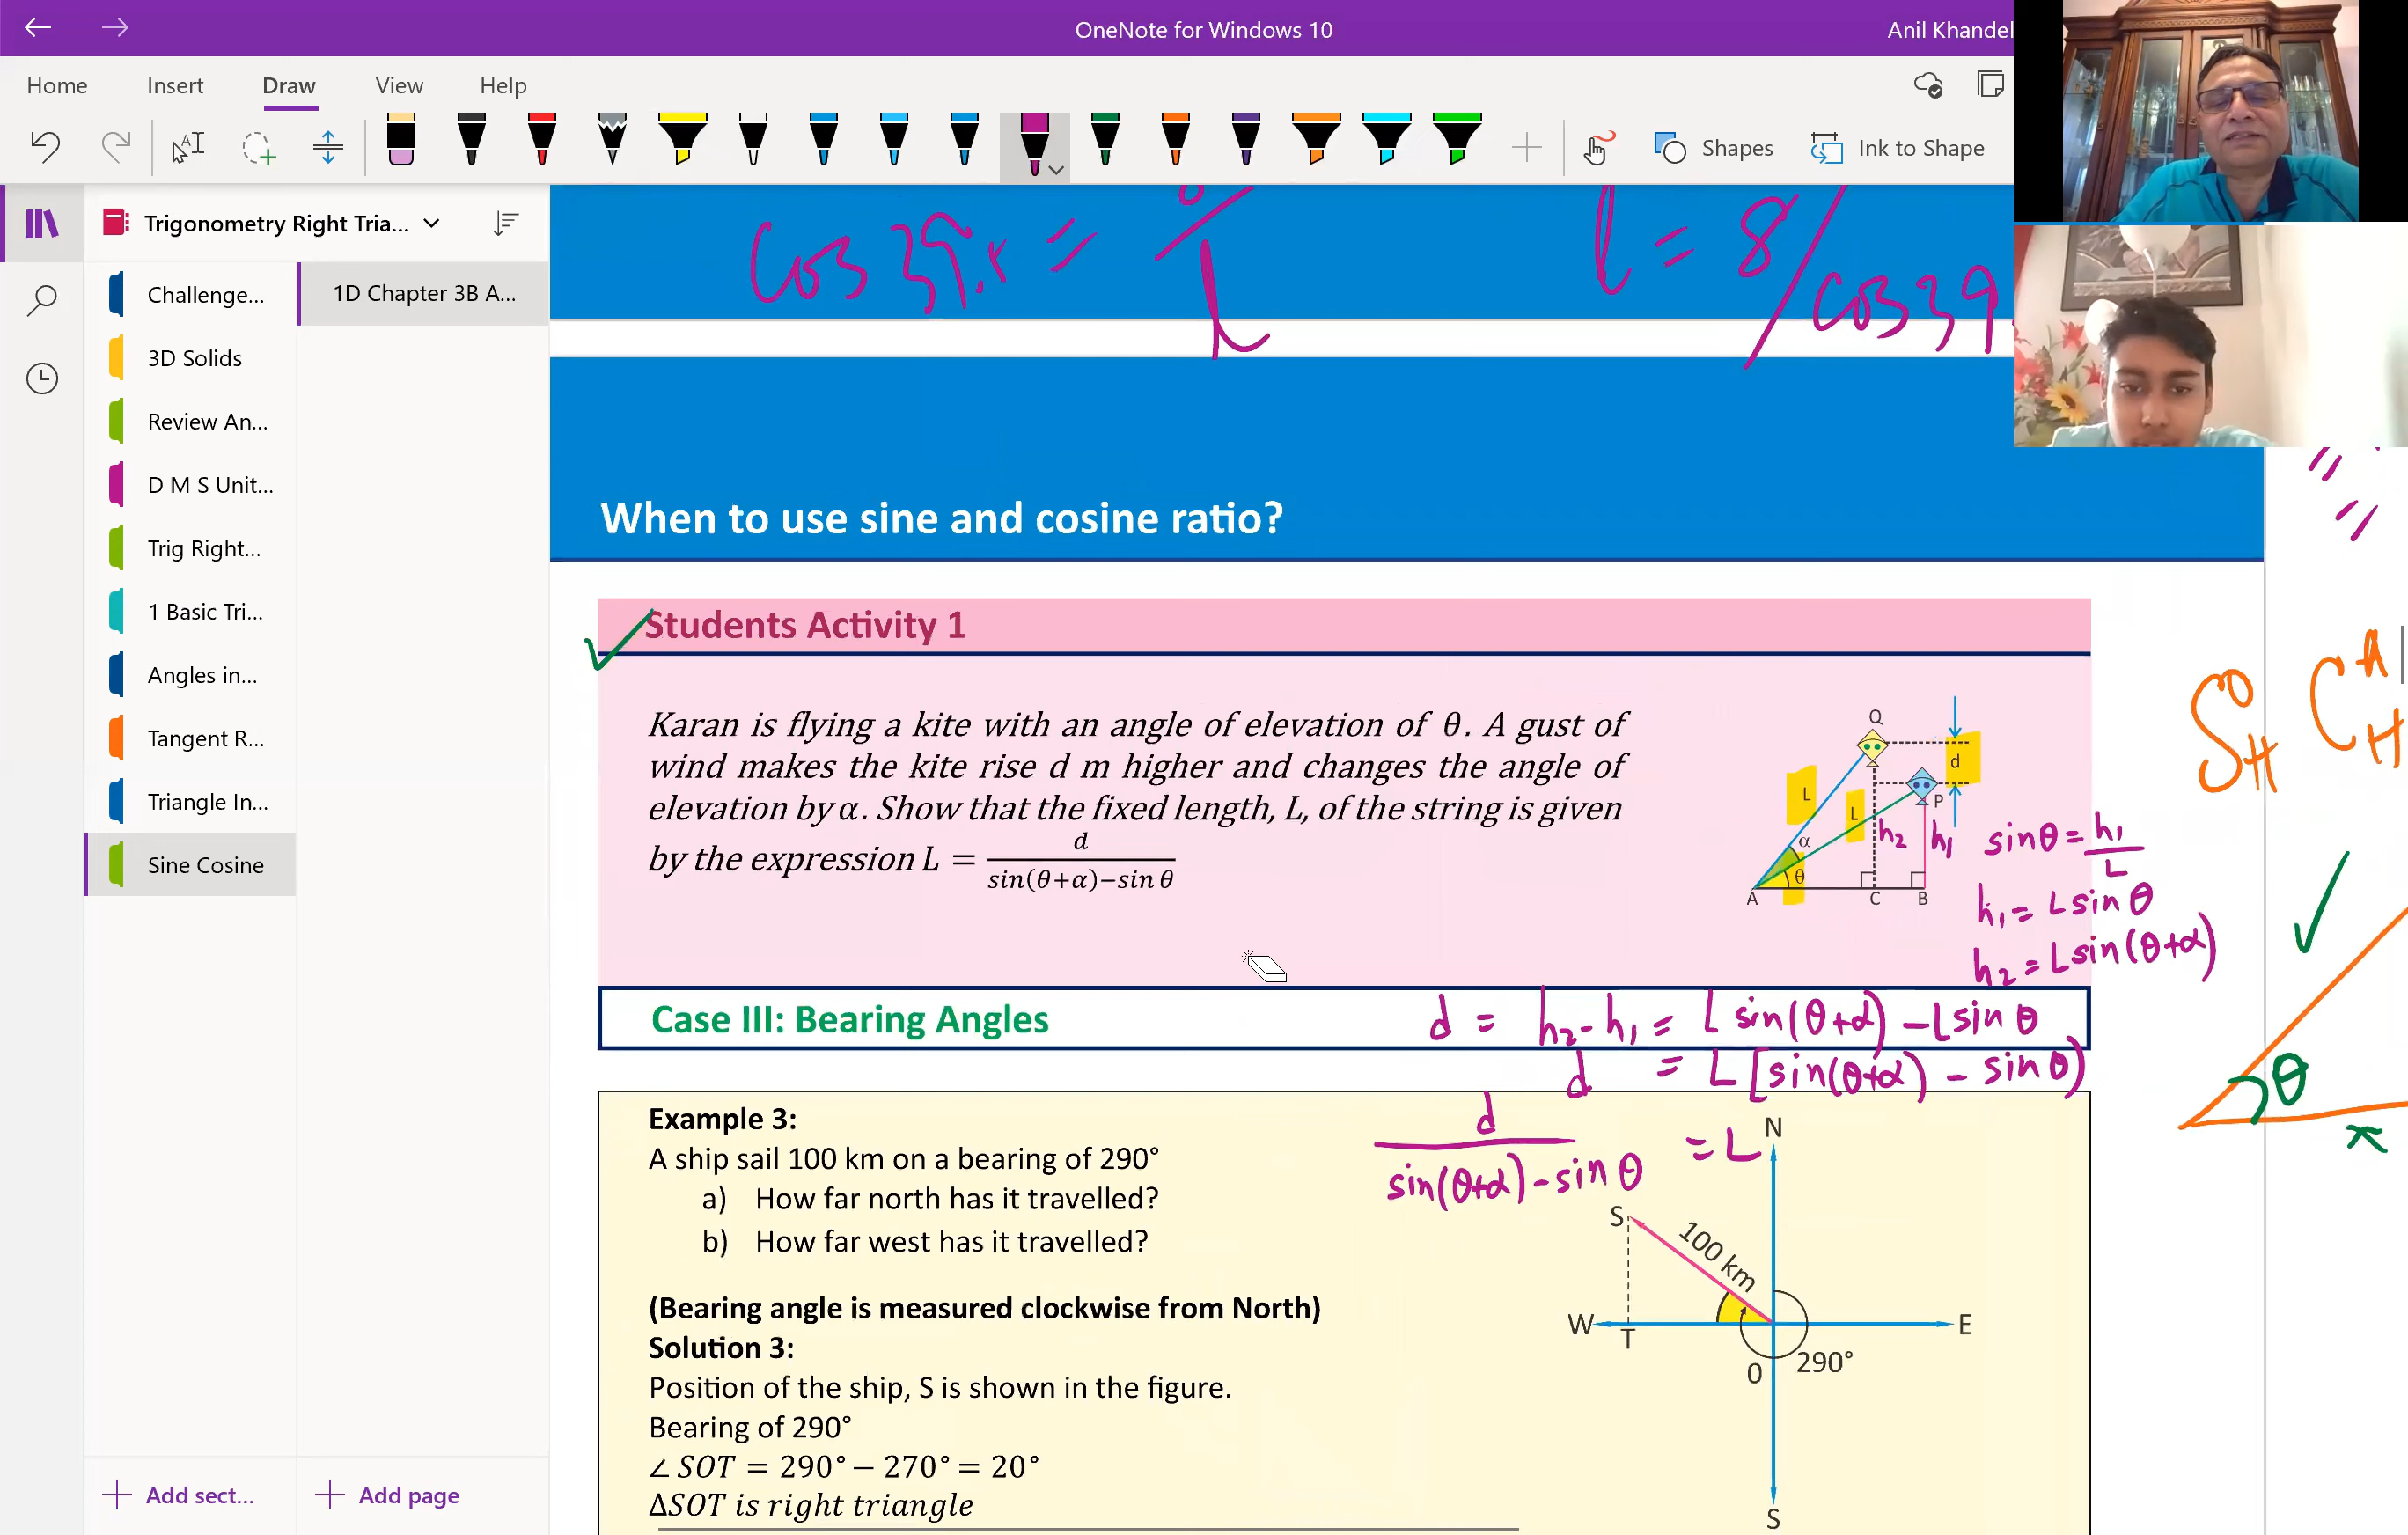 OneNote for Windows 10
Anil Khandel
Home Insert Draw View Help
Shapes
Ink to Shape
Trigonometry Right Tria...
Challenge...
3D Solids
Review An...
D M S Unit...
Trig Right...
1 Basic Tri...
Angles in...
Tangent R...
Triangle In...
Sine Cosine
1D Chapter 3B A...
Add sect...
Add page
l = 8/cos 39
When to use sine and cosine ratio?
Students Activity 1
Karan is flying a kite with an angle of elevation of θ. A gust of
wind makes the kite rise d m higher and changes the angle of
elevation by α. Show that the fixed length, L, of the string is given
by the expression L = d / sin(θ+α)−sin θ
Q
d
P
L
L
α
θ
A
C
B
h₂
h₁
sinθ = h₁/L
h₁ = L sin θ
h₂ = L sin(θ+α)
S O H C A H
Case III: Bearing Angles
d = h₂ - h₁ = L sin(θ+α) − L sin θ
d = L [sin(θ+α) − sin θ)
d / sin(θ+α) − sin θ = L
θ
x
Example 3:
A ship sail 100 km on a bearing of 290°
a) How far north has it travelled?
b) How far west has it travelled?
(Bearing angle is measured clockwise from North)
Solution 3:
Position of the ship, S is shown in the figure.
Bearing of 290°
∠ SOT = 290° − 270° = 20°
ΔSOT is right triangle
N
S
100 km
W
T
E
O
290°
S